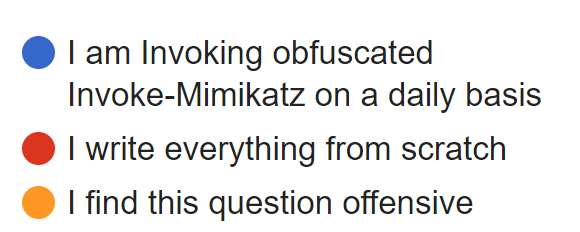 I am Invoking obfuscated
Invoke-Mimikatz on a daily basis
I write everything from scratch
I find this question offensive